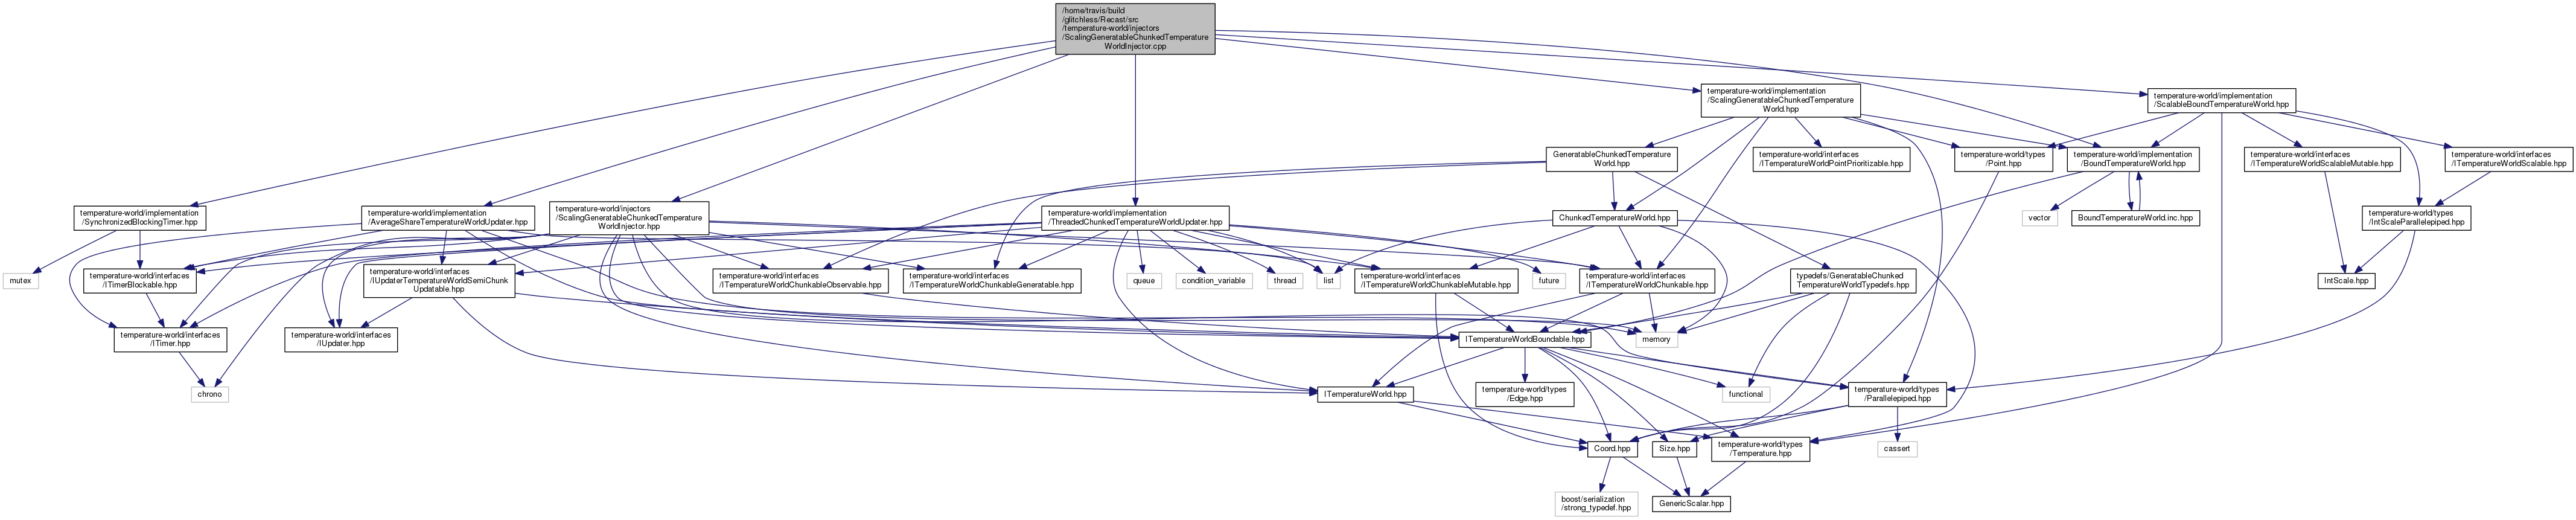 /home/travis/build
/glitchless/Recast/src
/temperature-world/injectors
/ScalingGeneratableChunkedTemperature
WorldInjector.cpp
temperature-world/implementation
/ScalingGeneratableChunkedTemperature
World.hpp
temperature-world/implementation
/ScalableBoundTemperatureWorld.hpp
GeneratableChunkedTemperature
World.hpp
temperature-world/interfaces
/ITemperatureWorldPointPrioritizable.hpp
temperature-world/types
/Point.hpp
temperature-world/implementation
/BoundTemperatureWorld.hpp
temperature-world/interfaces
/ITemperatureWorldScalableMutable.hpp
temperature-world/interfaces
/ITemperatureWorldScalable.hpp
temperature-world/implementation
/SynchronizedBlockingTimer.hpp
temperature-world/implementation
/AverageShareTemperatureWorldUpdater.hpp
temperature-world/injectors
/ScalingGeneratableChunkedTemperature
WorldInjector.hpp
temperature-world/implementation
/ThreadedChunkedTemperatureWorldUpdater.hpp
ChunkedTemperatureWorld.hpp
vector
BoundTemperatureWorld.inc.hpp
temperature-world/types
/IntScaleParallelepiped.hpp
mutex
temperature-world/interfaces
/ITimerBlockable.hpp
temperature-world/interfaces
/IUpdaterTemperatureWorldSemiChunk
Updatable.hpp
temperature-world/interfaces
/ITemperatureWorldChunkableObservable.hpp
temperature-world/interfaces
/ITemperatureWorldChunkableGeneratable.hpp
queue
condition_variable
thread
list
temperature-world/interfaces
/ITemperatureWorldChunkableMutable.hpp
future
temperature-world/interfaces
/ITemperatureWorldChunkable.hpp
typedefs/GeneratableChunked
TemperatureWorldTypedefs.hpp
IntScale.hpp
temperature-world/interfaces
/ITimer.hpp
temperature-world/interfaces
/IUpdater.hpp
ITemperatureWorldBoundable.hpp
memory
chrono
ITemperatureWorld.hpp
temperature-world/types
/Edge.hpp
functional
temperature-world/types
/Parallelepiped.hpp
Coord.hpp
Size.hpp
temperature-world/types
/Temperature.hpp
cassert
boost/serialization
/strong_typedef.hpp
GenericScalar.hpp